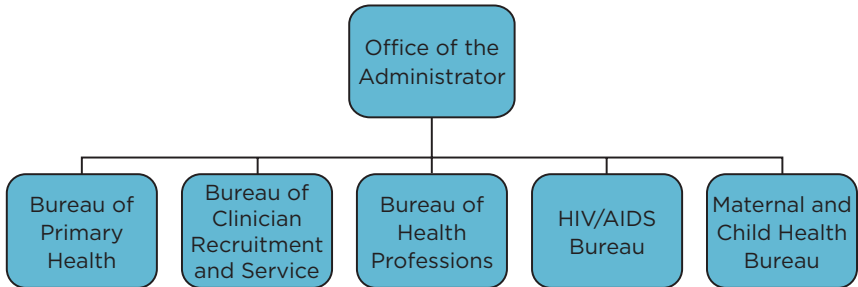 Office of the
Administrator
Bureau of
Primary
Health
Bureau of
Clinician
Recruitment
and Service
Bureau of
Health
Professions
HIV/AIDS
Bureau
Maternal and
Child Health
Bureau